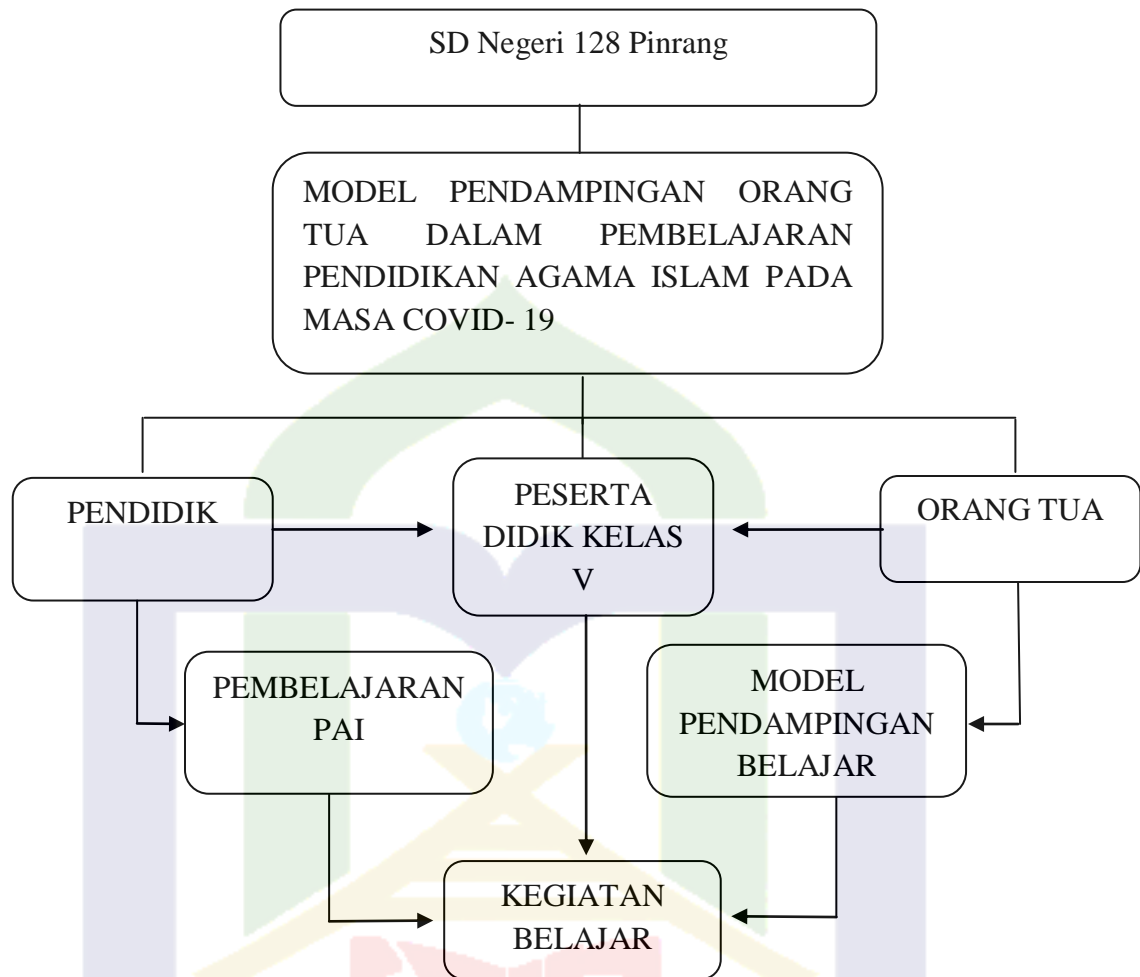 SD Negeri 128 Pinrang
MODEL PENDAMPINGAN ORANG
TUA DALAM PEMBELAJARAN
PENDIDIKAN AGAMA ISLAM PADA
MASA COVID- 19
PENDIDIK
PESERTA
DIDIK KELAS
V
ORANG TUA
PEMBELAJARAN
PAI
MODEL
PENDAMPINGAN
BELAJAR
KEGIATAN
BELAJAR